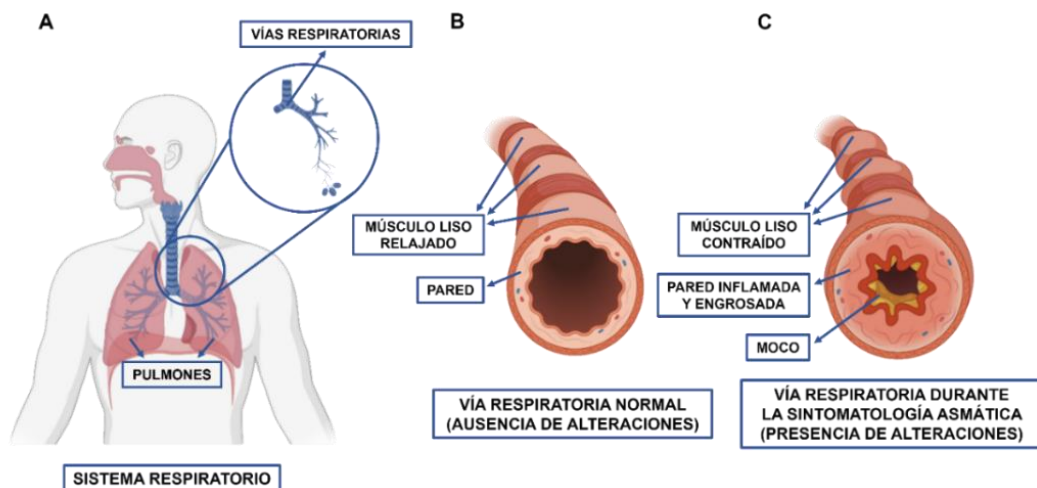 A
VÍAS RESPIRATORIAS
PULMONES
SISTEMA RESPIRATORIO
B
MÚSCULO LISO
RELAJADO
PARED
VÍA RESPIRATORIA NORMAL
(AUSENCIA DE ALTERACIONES)
C
MÚSCULO LISO
CONTRAÍDO
PARED INFLAMADA
Y ENGROSADA
MOCO
VÍA RESPIRATORIA DURANTE
LA SINTOMATOLOGÍA ASMÁTICA
(PRESENCIA DE ALTERACIONES)